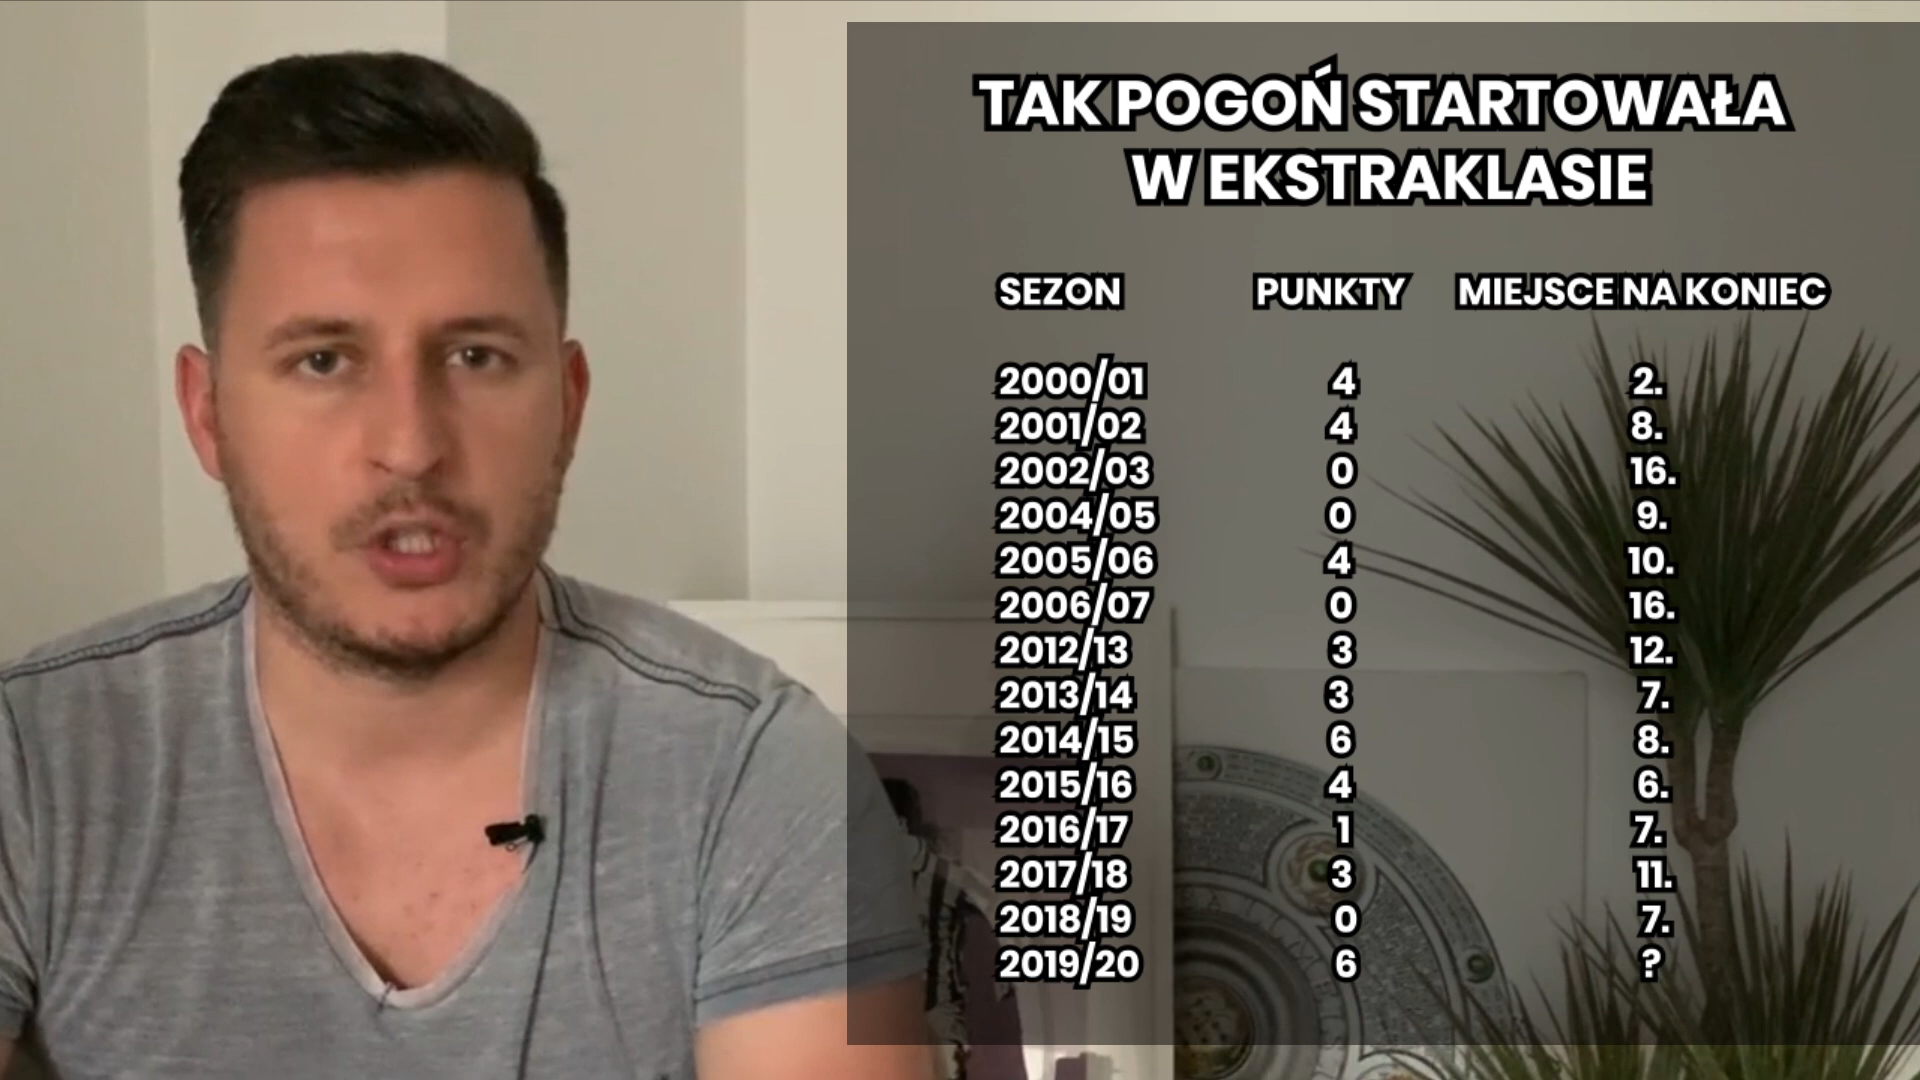 TAK POGOŃ STARTOWAŁA
W EKSTRAKLASIE
SEZON PUNKTY MIEJSCE NA KONIEC
2000/01 4 2.
2001/02 4 8.
2002/03 0 16.
2004/05 0 9.
2005/06 4 10.
2006/07 0 16.
2012/13 3 12.
2013/14 3 7.
2014/15 6 8.
2015/16 4 6.
2016/17 1 7.
2017/18 3 11.
2018/19 0 7.
2019/20 6 ?